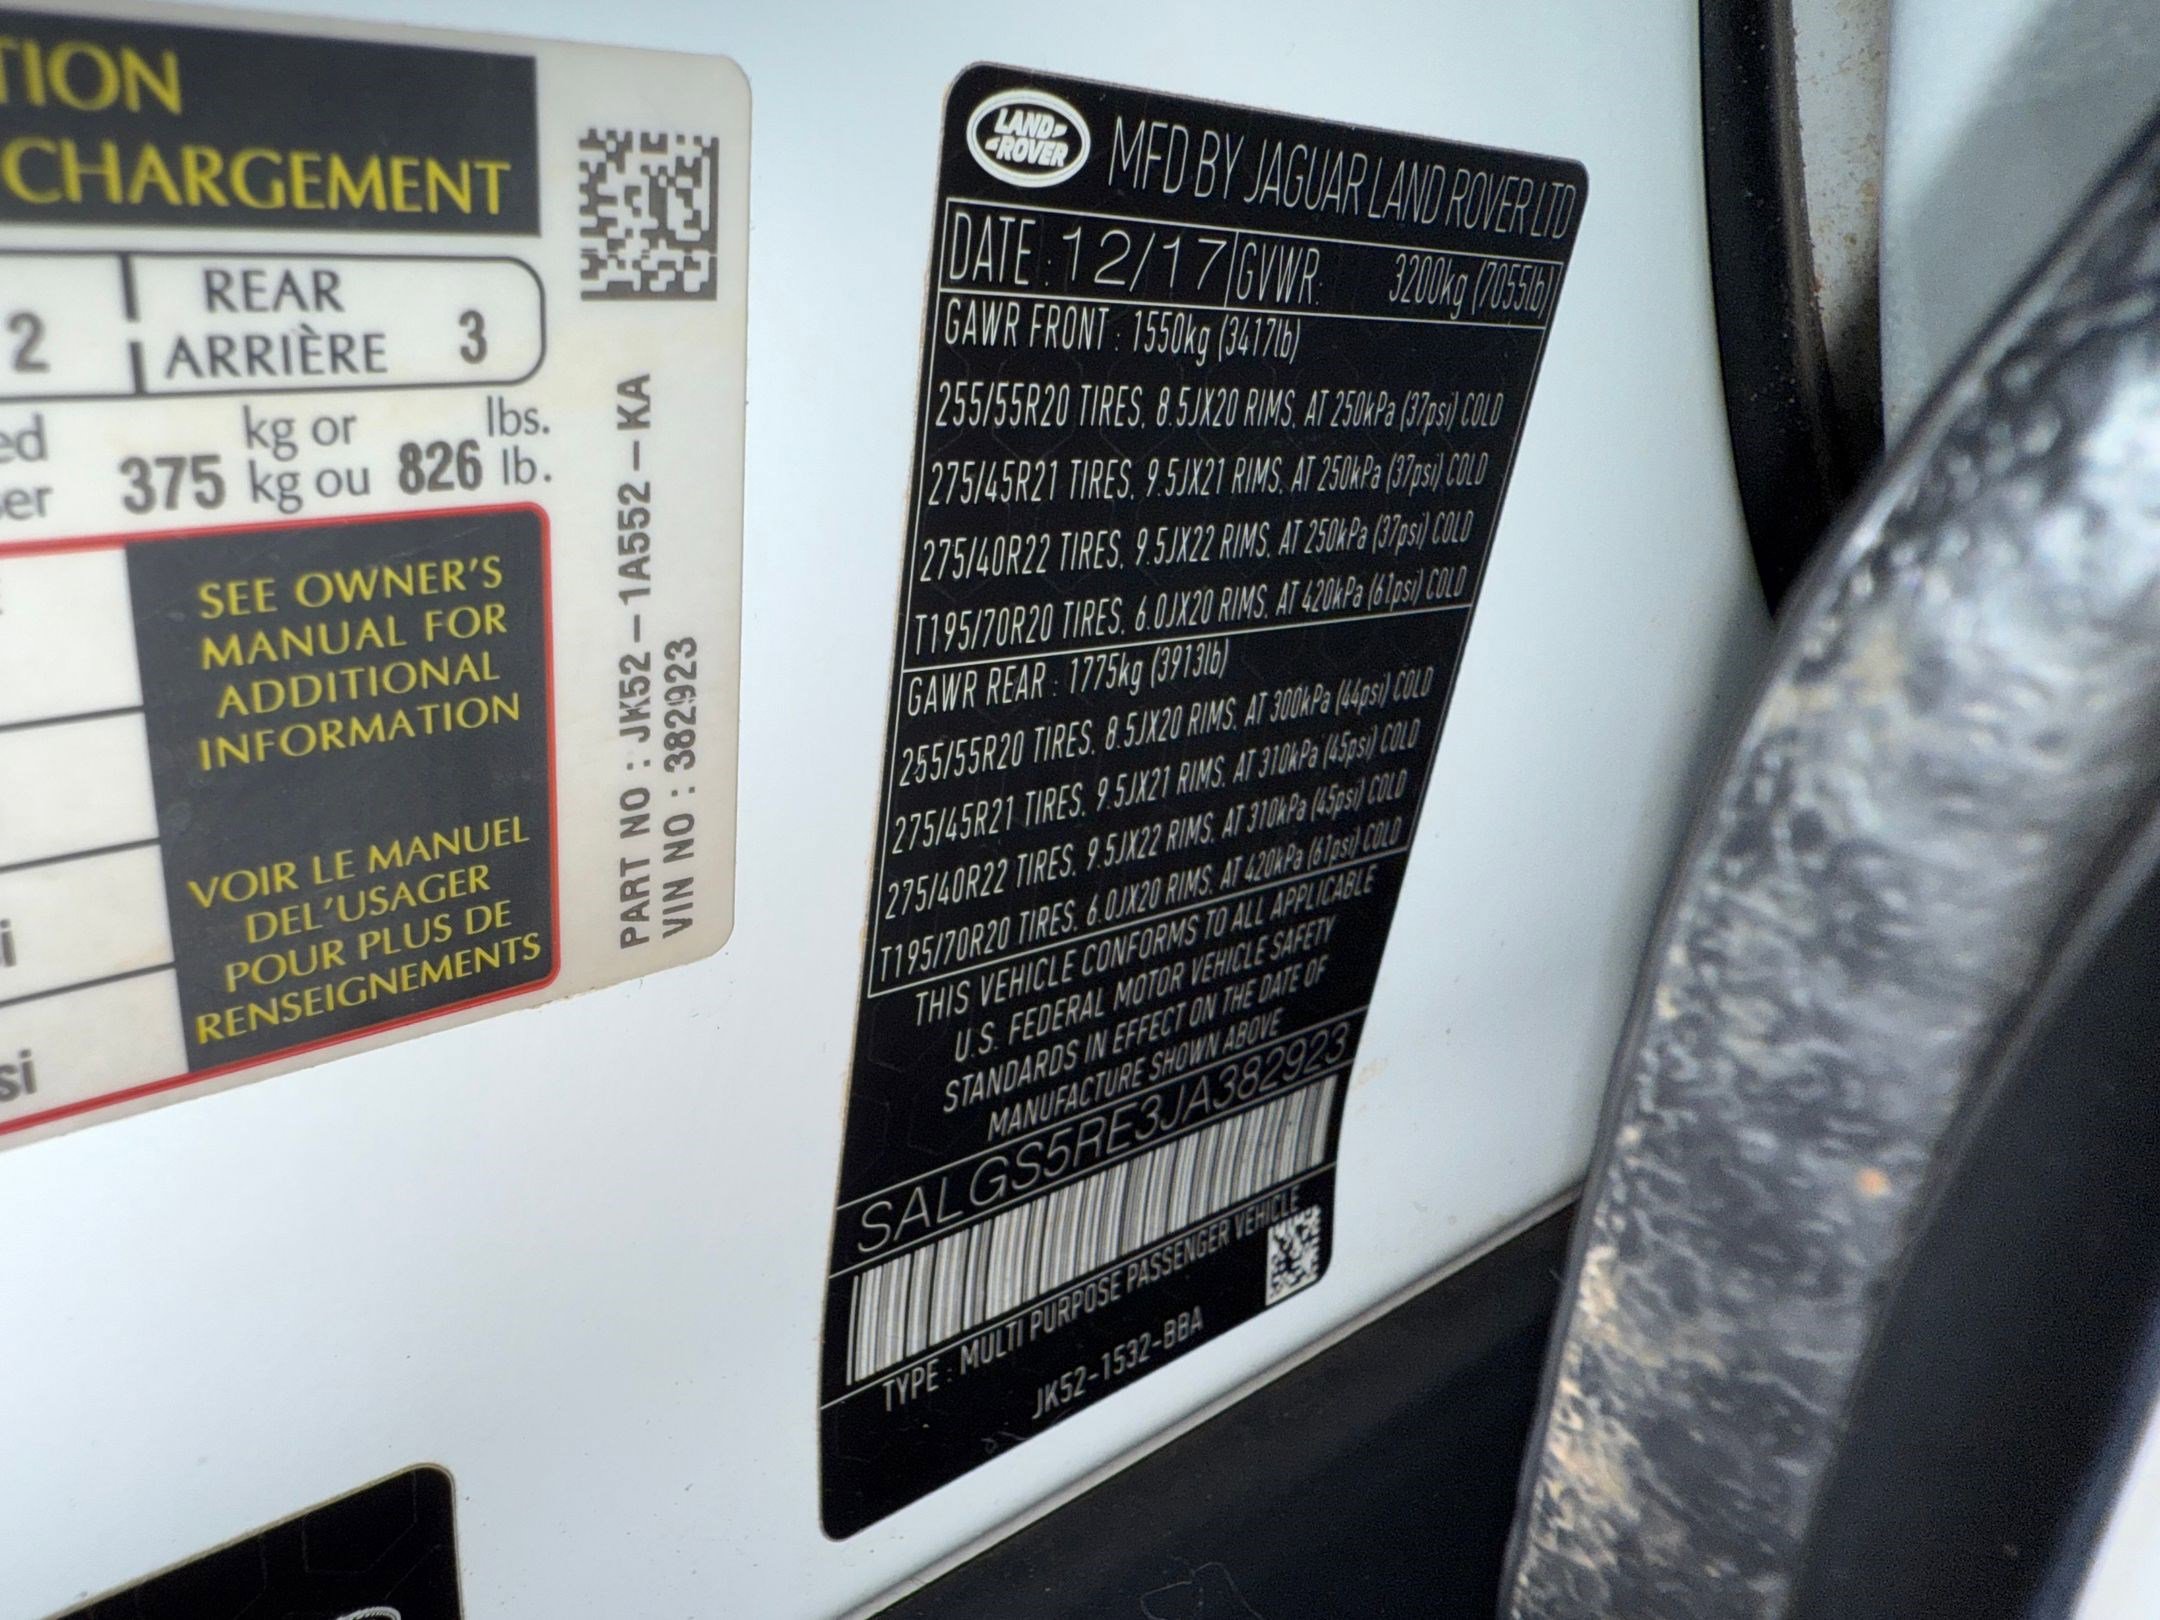 TION
CHARGEMENT
2
REAR
ARRIÈRE
3
kg or
lbs.
375 kg ou 826 lb.
SEE OWNER'S
MANUAL FOR
ADDITIONAL
INFORMATION
VOIR LE MANUEL
DEL'USAGER
POUR PLUS DE
RENSEIGNEMENTS
PART NO : JK52-1A552-KA
VIN NO : 382923
LAND
ROVER
MFD BY JAGUAR LAND ROVER LTD
DATE : 12/17 GVWR: 3200kg (7055lb)
GAWR FRONT : 1550kg (3417lb)
255/55R20 TIRES, 8.5JX20 RIMS, AT 250kPa (37psi) COLD
275/45R21 TIRES, 9.5JX21 RIMS, AT 250kPa (37psi) COLD
275/40R22 TIRES, 9.5JX22 RIMS, AT 250kPa (37psi) COLD
T195/70R20 TIRES, 6.0JX20 RIMS, AT 420kPa (61psi) COLD
GAWR REAR : 1775kg (3913lb)
255/55R20 TIRES, 8.5JX20 RIMS, AT 300kPa (44psi) COLD
275/45R21 TIRES, 9.5JX21 RIMS, AT 310kPa (45psi) COLD
275/40R22 TIRES, 9.5JX22 RIMS, AT 310kPa (45psi) COLD
T195/70R20 TIRES, 6.0JX20 RIMS, AT 420kPa (61psi) COLD
THIS VEHICLE CONFORMS TO ALL APPLICABLE
U.S. FEDERAL MOTOR VEHICLE SAFETY
STANDARDS IN EFFECT ON THE DATE OF
MANUFACTURE SHOWN ABOVE
SALGS5RE3JA382923
TYPE : MULTI PURPOSE PASSENGER VEHICLE
JK52-1532-BBA